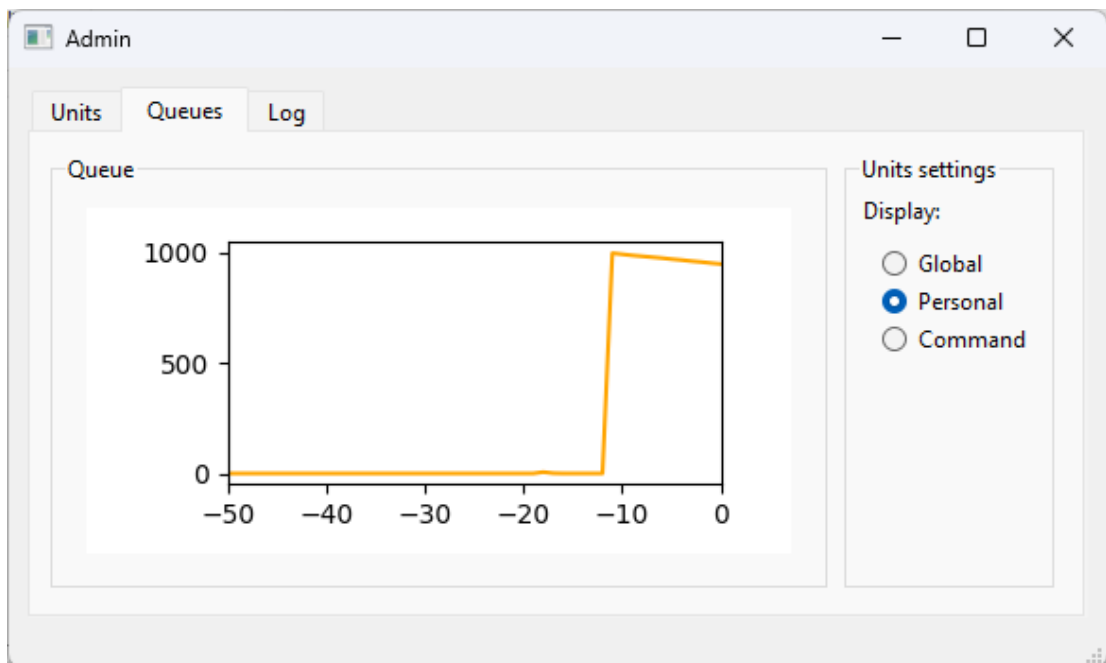 Admin
Units Queues Log
Queue
1000
500
0
−50 −40 −30 −20 −10 0
Units settings
Display:
Global
Personal
Command